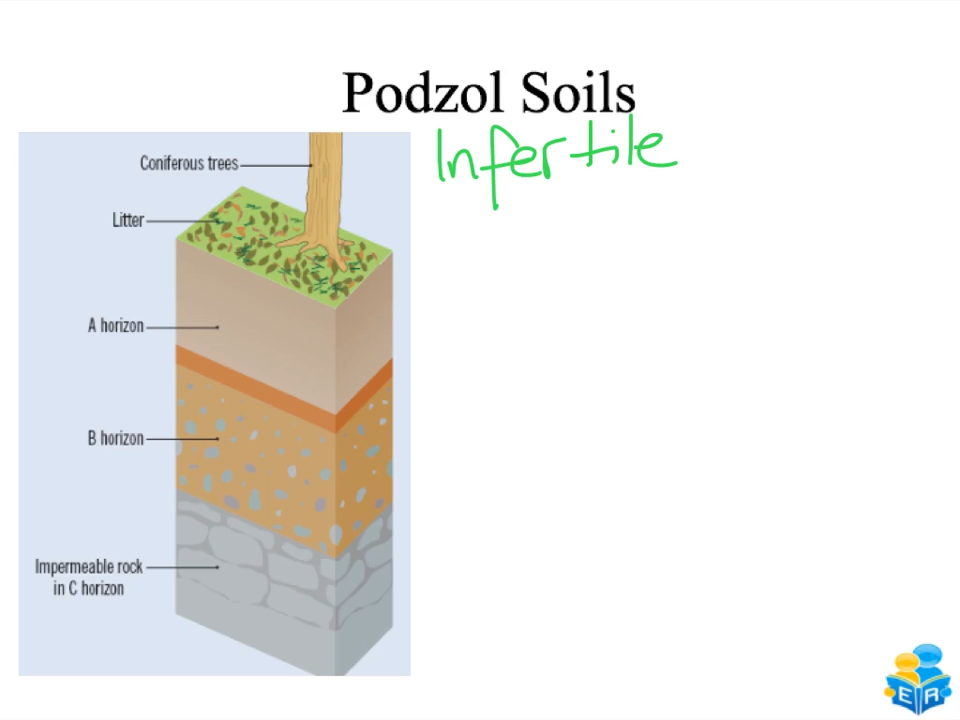 Podzol Soils
Infertile
Coniferous trees
Litter
A horizon
B horizon
Impermeable rock
in C horizon
E A